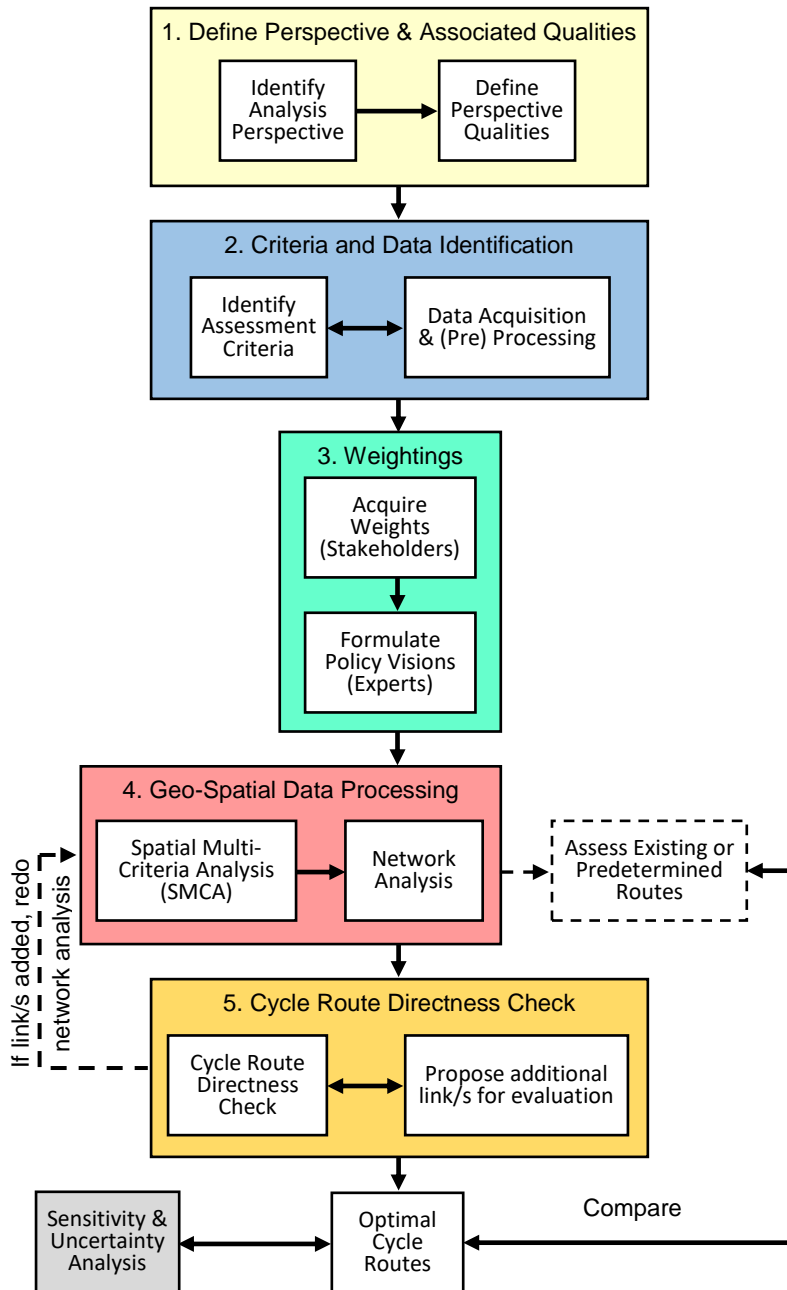 1. Define Perspective & Associated Qualities
Identify
Analysis
Perspective
Define
Perspective
Qualities
2. Criteria and Data Identification
Identify
Assessment
Criteria
Data Acquisition
& (Pre) Processing
3. Weightings
Acquire
Weights
(Stakeholders)
Formulate
Policy Visions
(Experts)
4. Geo-Spatial Data Processing
Spatial Multi-
Criteria Analysis
(SMCA)
Network
Analysis
Assess Existing or
Predetermined
Routes
If link/s added, redo
network analysis
5. Cycle Route Directness Check
Cycle Route
Directness
Check
Propose additional
link/s for evaluation
Sensitivity &
Uncertainty
Analysis
Optimal
Cycle
Routes
Compare